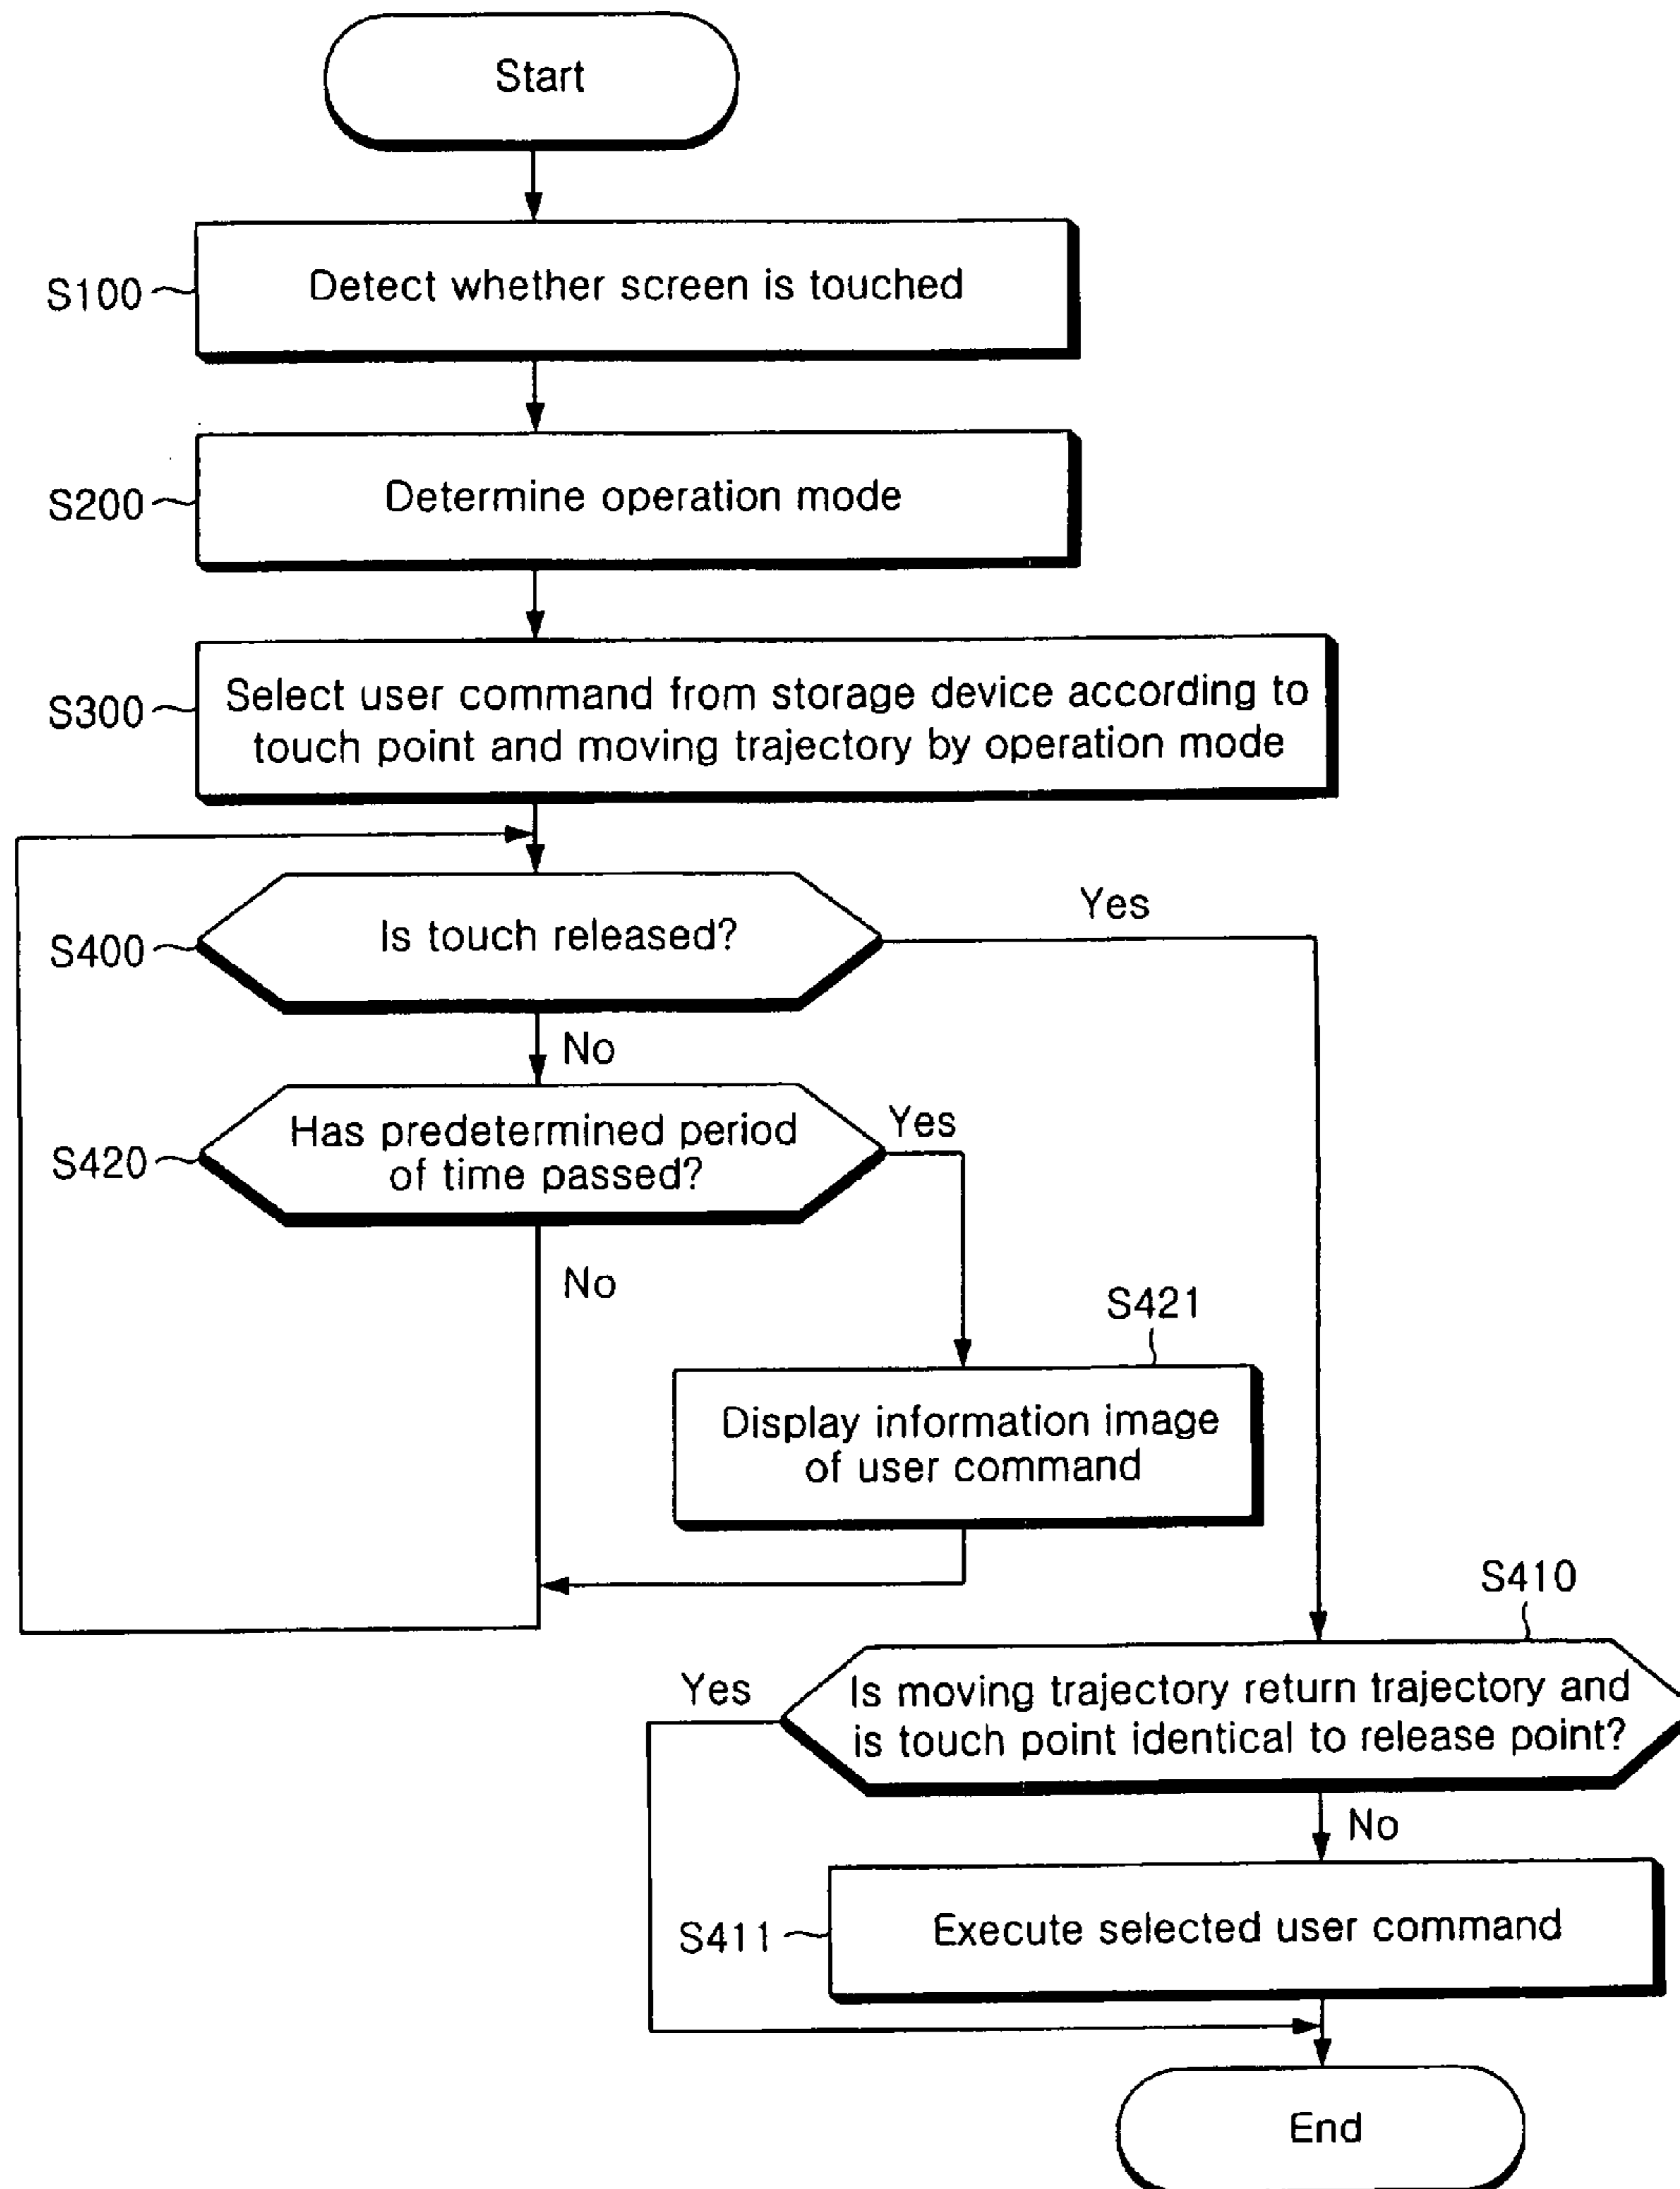 Start
S100
Detect whether screen is touched
S200
Determine operation mode
S300
Select user command from storage device according to
touch point and moving trajectory by operation mode
S400
Is touch released?
Yes
No
S420
Has predetermined period
of time passed?
Yes
No
S421
Display information image
of user command
S410
Is moving trajectory return trajectory and
is touch point identical to release point?
Yes
No
S411
Execute selected user command
End